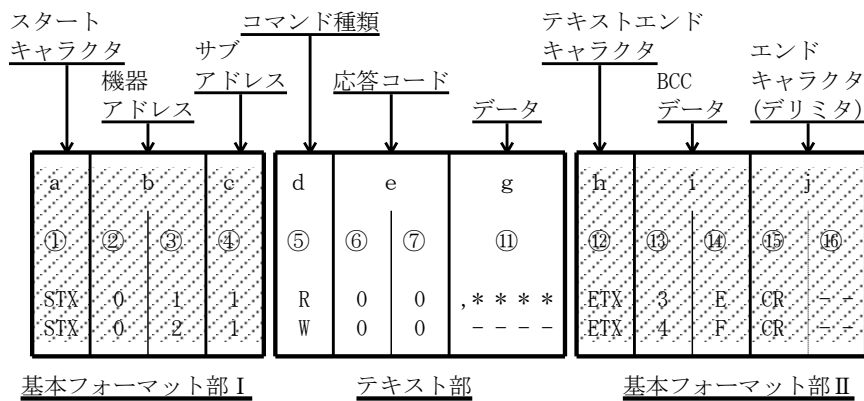 スタート
キャラクタ
機器
アドレス
サブ
アドレス
コマンド種類
応答コード
データ
テキストエンド
キャラクタ
BCC
データ
エンド
キャラクタ
(デリミタ)
a b c d e g h i j
① ② ③ ④ ⑤ ⑥ ⑦ ⑪ ⑫ ⑬ ⑭ ⑮ ⑯
STX 0 1 1 R 0 0 ,**** ETX 3 E CR --
STX 0 2 1 W 0 0 ---- ETX 4 F CR --
基本フォーマット部Ⅰ テキスト部 基本フォーマット部Ⅱ